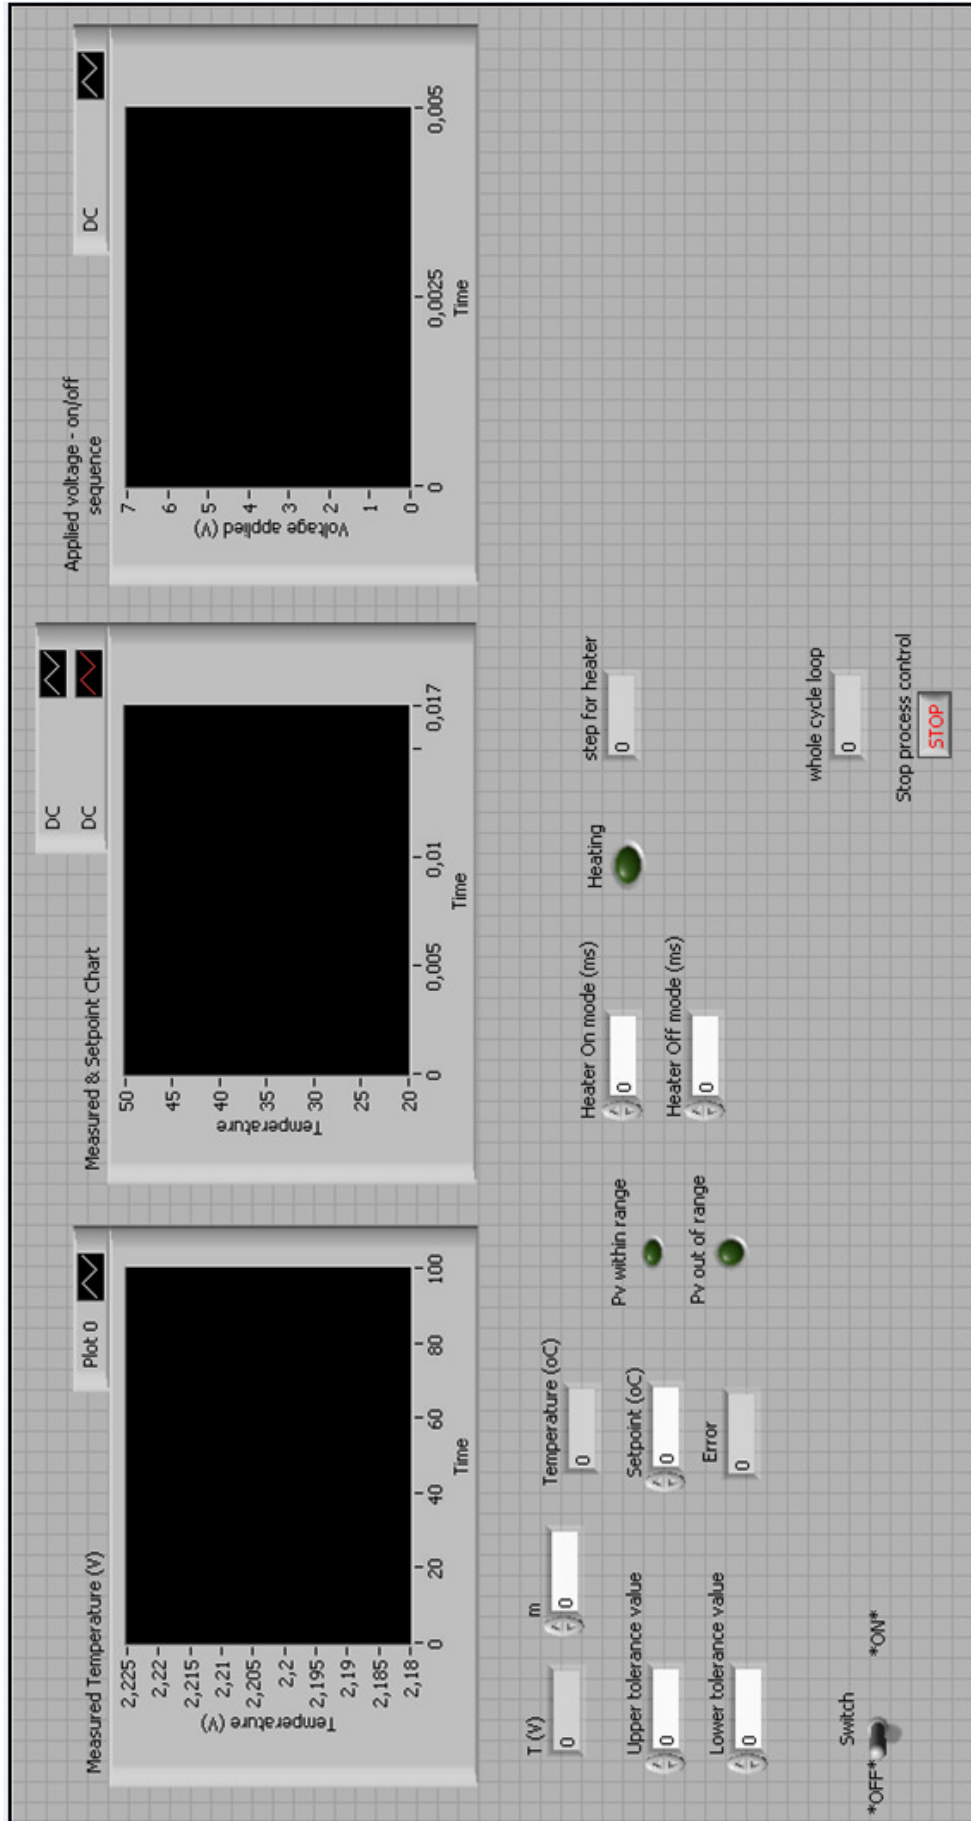 Measured Temperature (V)
Plot 0
Temperature (V)
2,225
2,22
2,215
2,21
2,205
2,2
2,195
2,19
2,185
2,18
0
20
40
60
80
100
Time
Measured & Setpoint Chart
DC
DC
Temperature
50
45
40
35
30
25
20
0
0,005
0,01
0,017
Time
Applied voltage - on/off
sequence
DC
Voltage applied (V)
7
6
5
4
3
2
1
0
0
0,0025
0,005
Time
T (V)
0
m
0
Temperature (oC)
0
Upper tolerance value
0
Setpoint (oC)
0
Lower tolerance value
0
Error
0
Pv within range
Pv out of range
Heater On mode (ms)
0
Heater Off mode (ms)
0
Heating
step for heater
0
whole cycle loop
0
Switch
*OFF*
*ON*
Stop process control
STOP